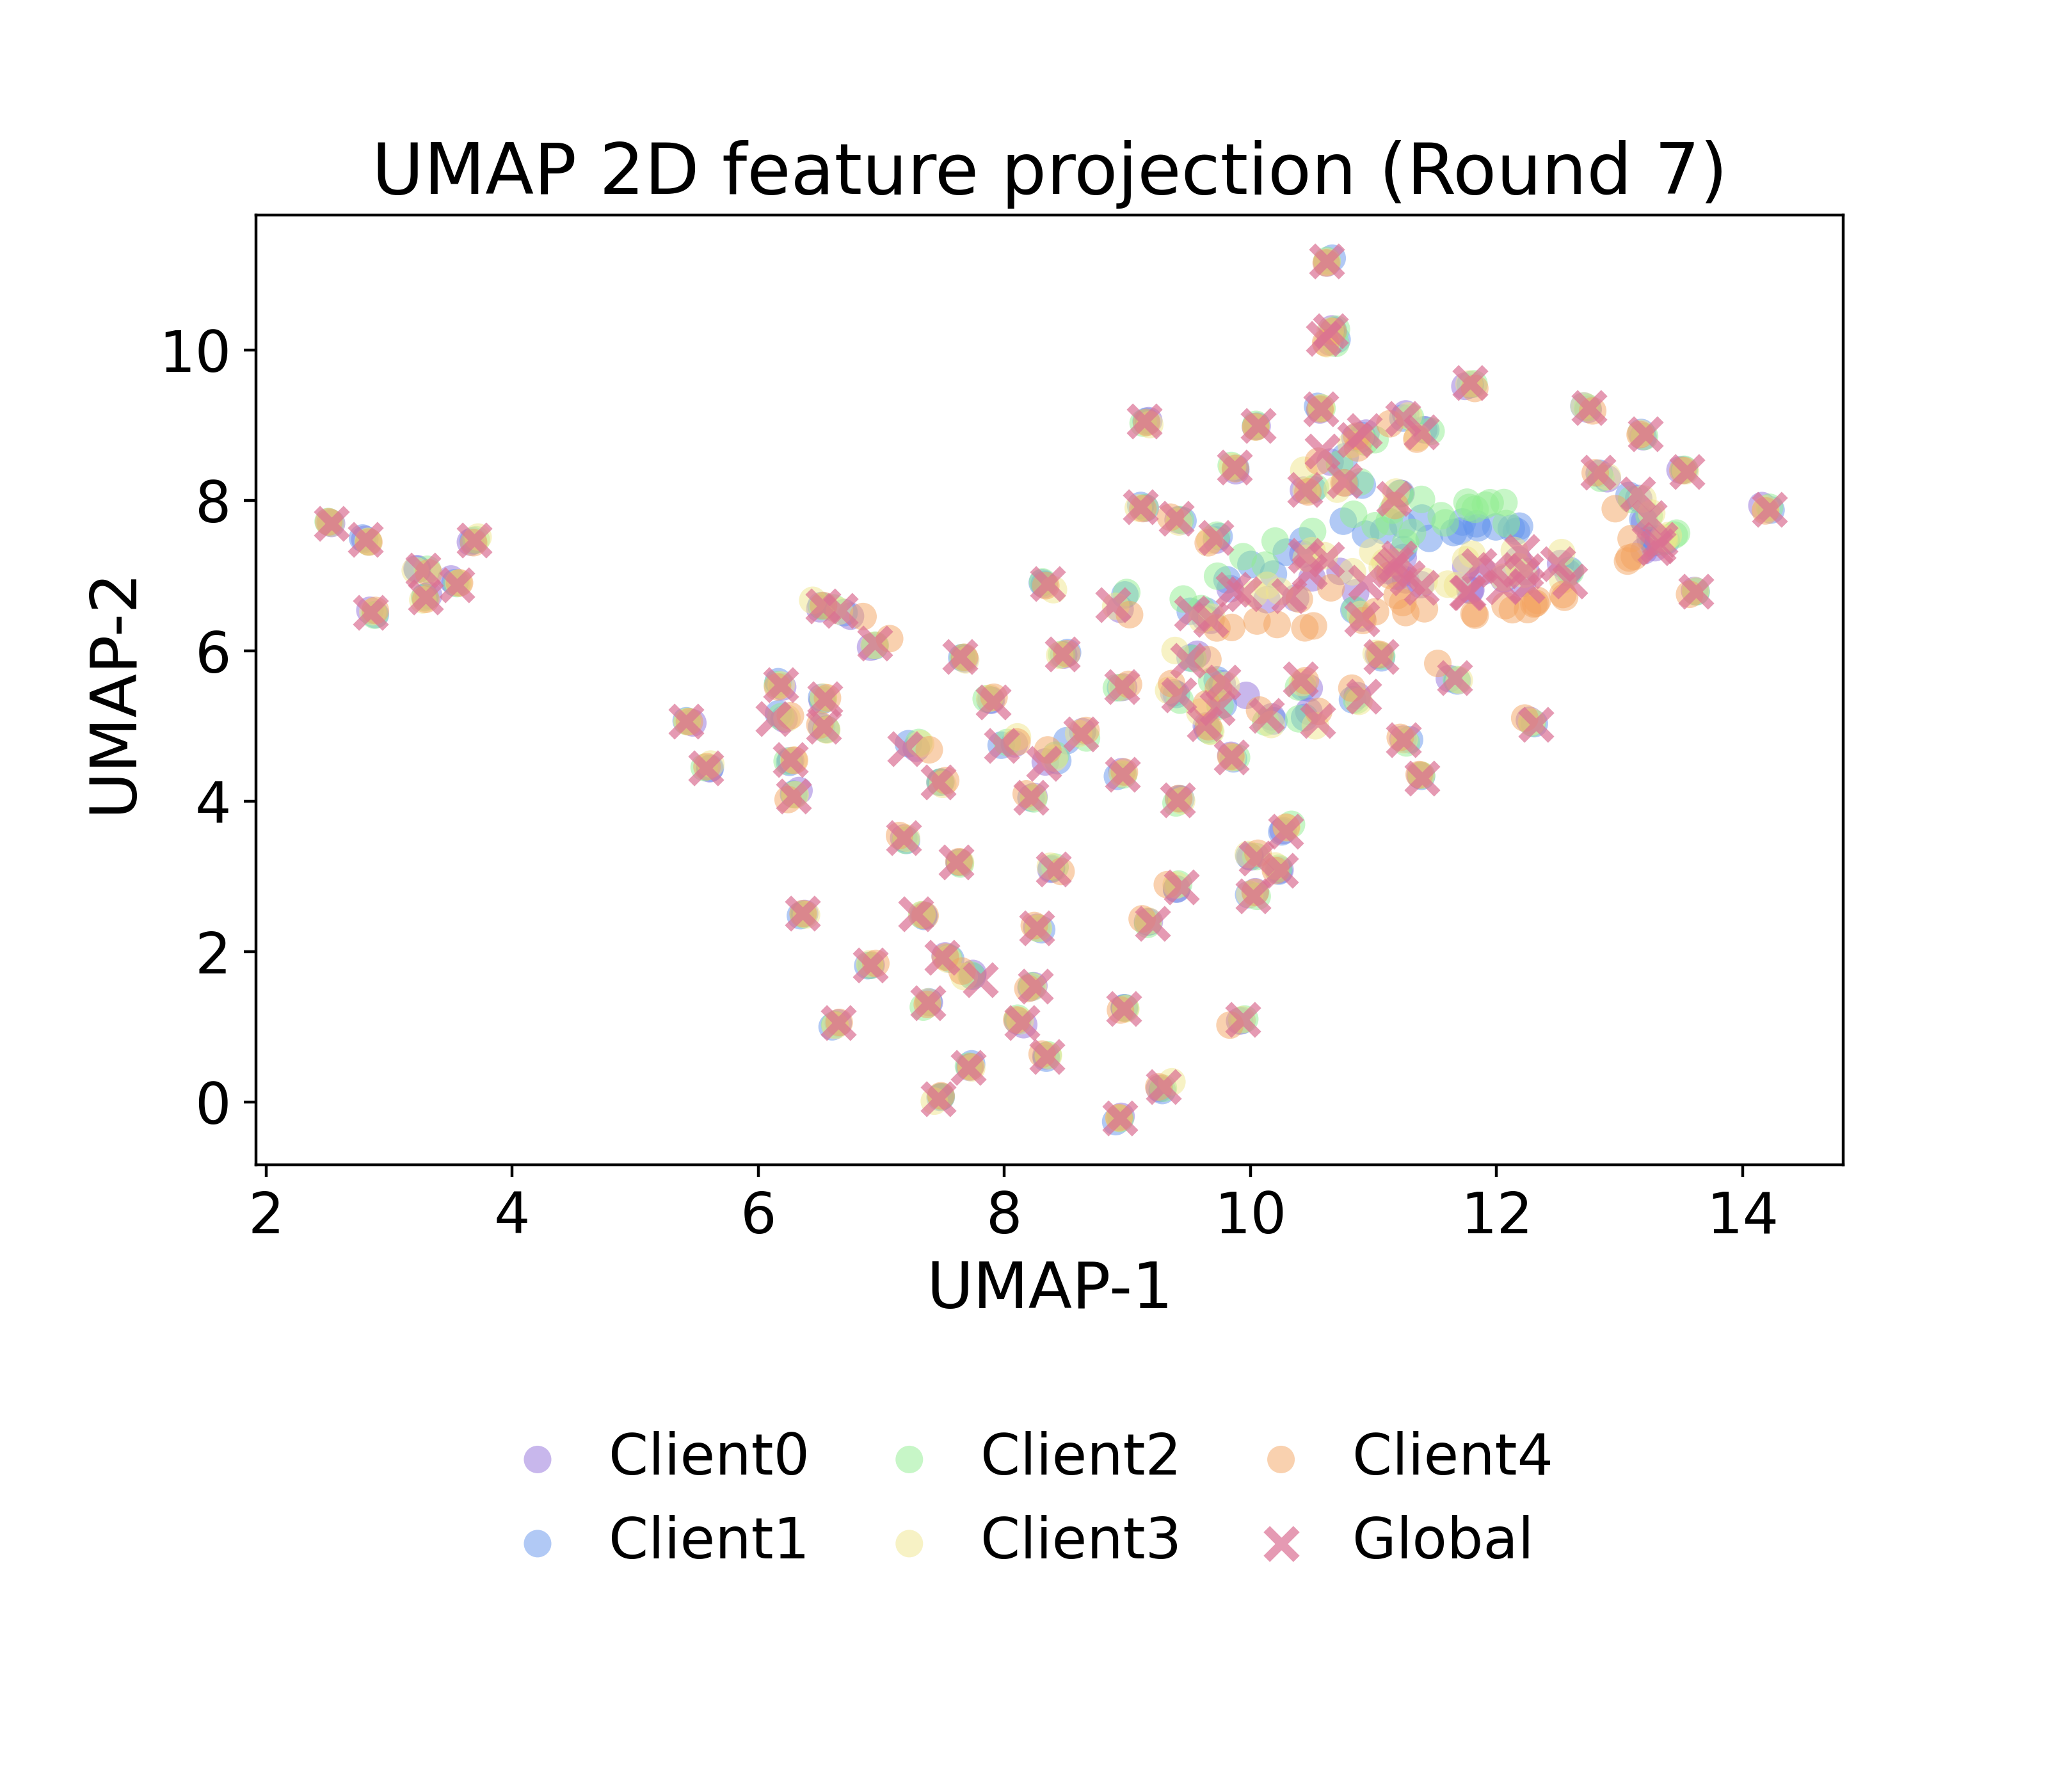 UMAP 2D feature projection (Round 7)
10
8
6
4
2
0
UMAP-2
2 4 6 8 10 12 14
UMAP-1
Client0 Client2 Client4
Client1 Client3 Global